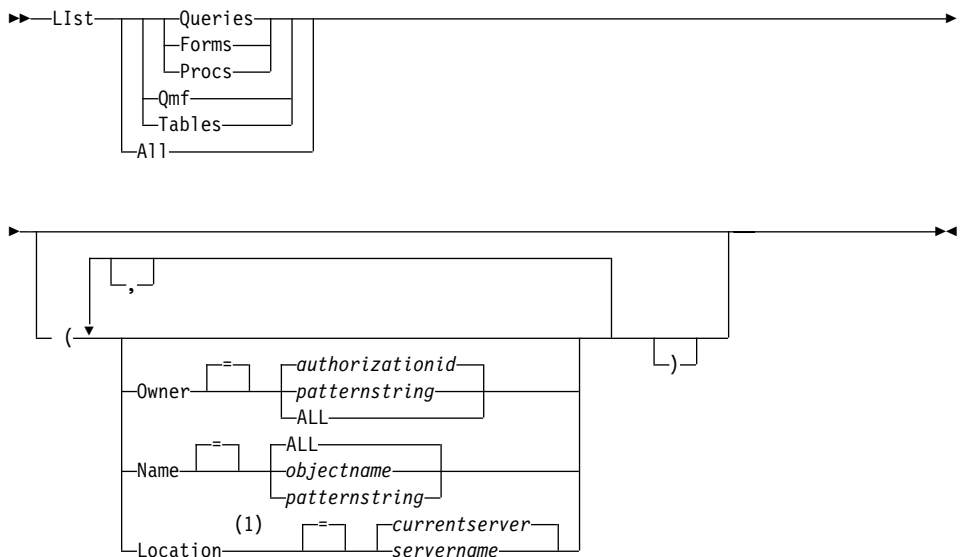 LIst Queries
Forms
Procs
Qmf
Tables
All
,
( )
Owner = authorizationid
patternstring
ALL
Name = ALL
objectname
patternstring
(1)
Location = currentserver
servername